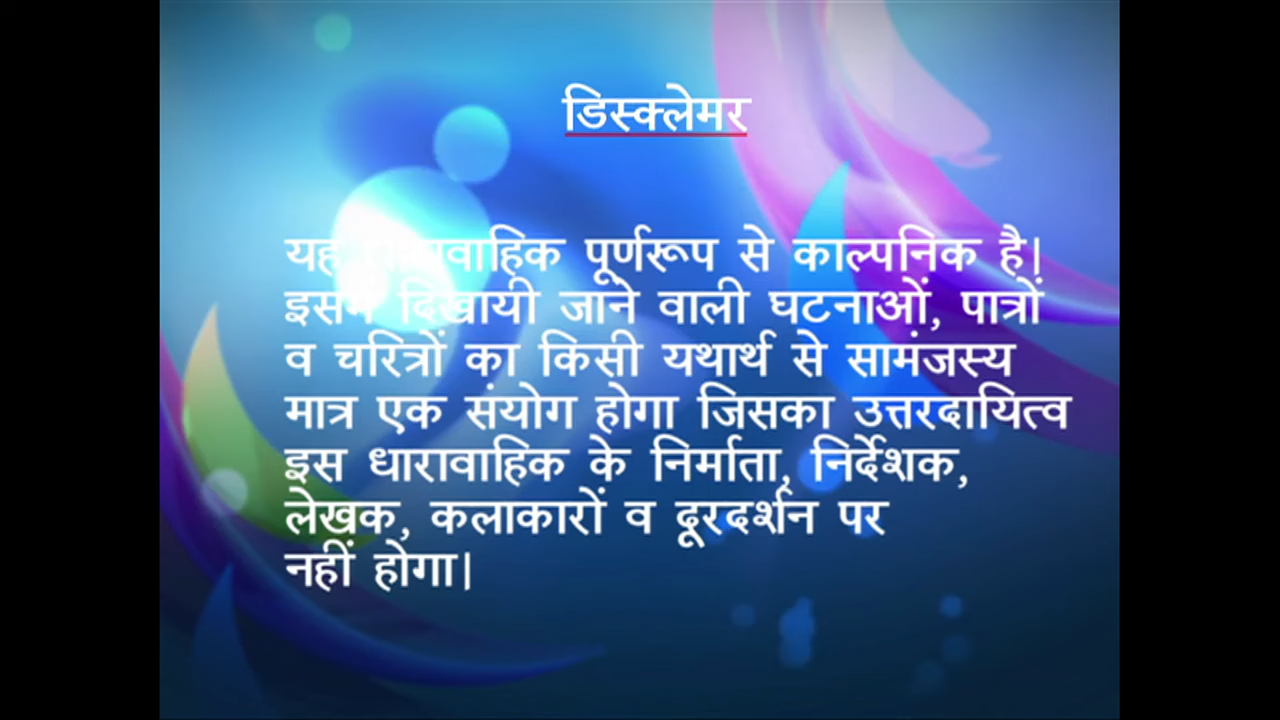 डिस्क्लेमर
यह धारावाहिक पूर्णरूप से काल्पनिक है।
इसमें दिखायी जाने वाली घटनाओं, पात्रों
व चरित्रों का किसी यथार्थ से सामंजस्य
मात्र एक संयोग होगा जिसका उत्तरदायित्व
इस धारावाहिक के निर्माता, निर्देशक,
लेखक, कलाकारों व दूरदर्शन पर
नहीं होगा।